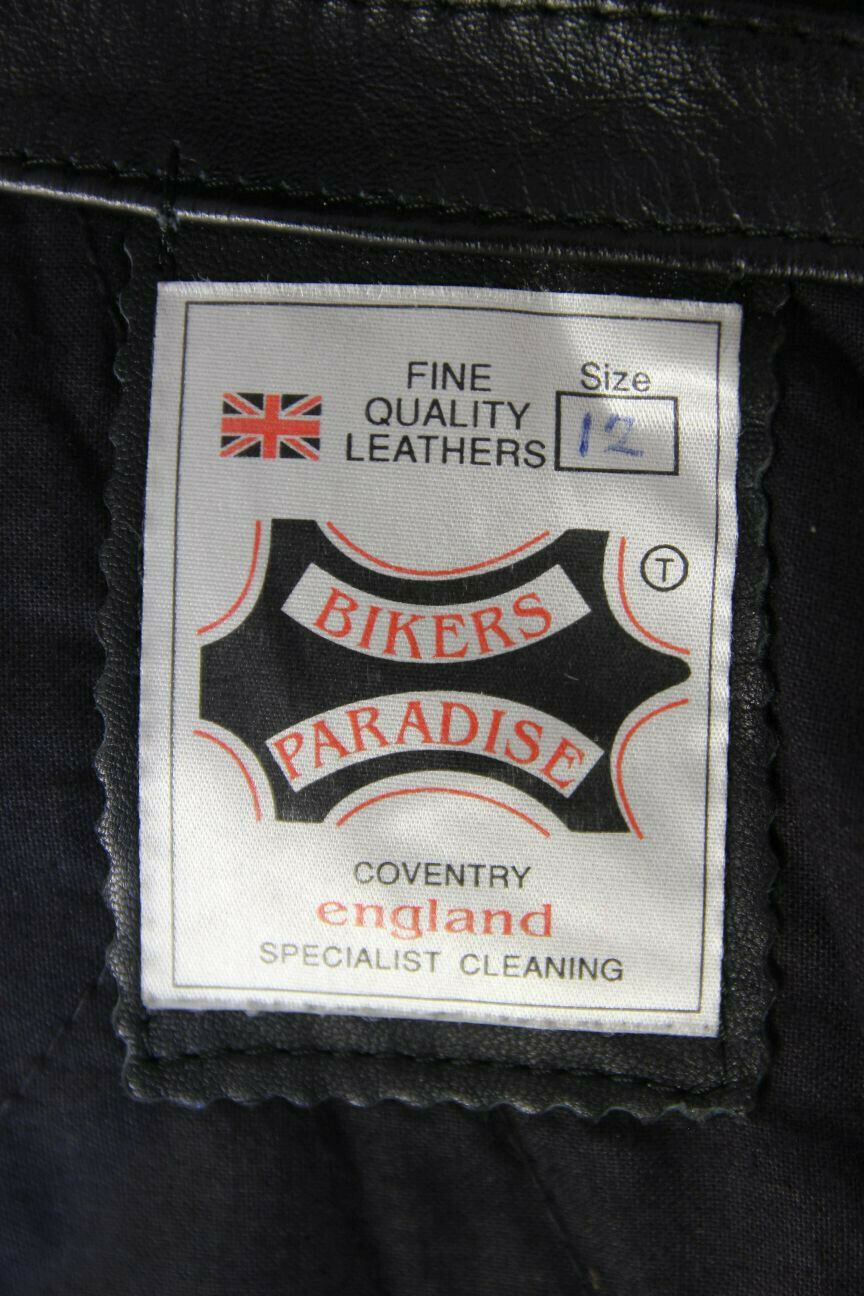 FINE
QUALITY
LEATHERS
Size
12
T
BIKERS
PARADISE
COVENTRY
england
SPECIALIST CLEANING